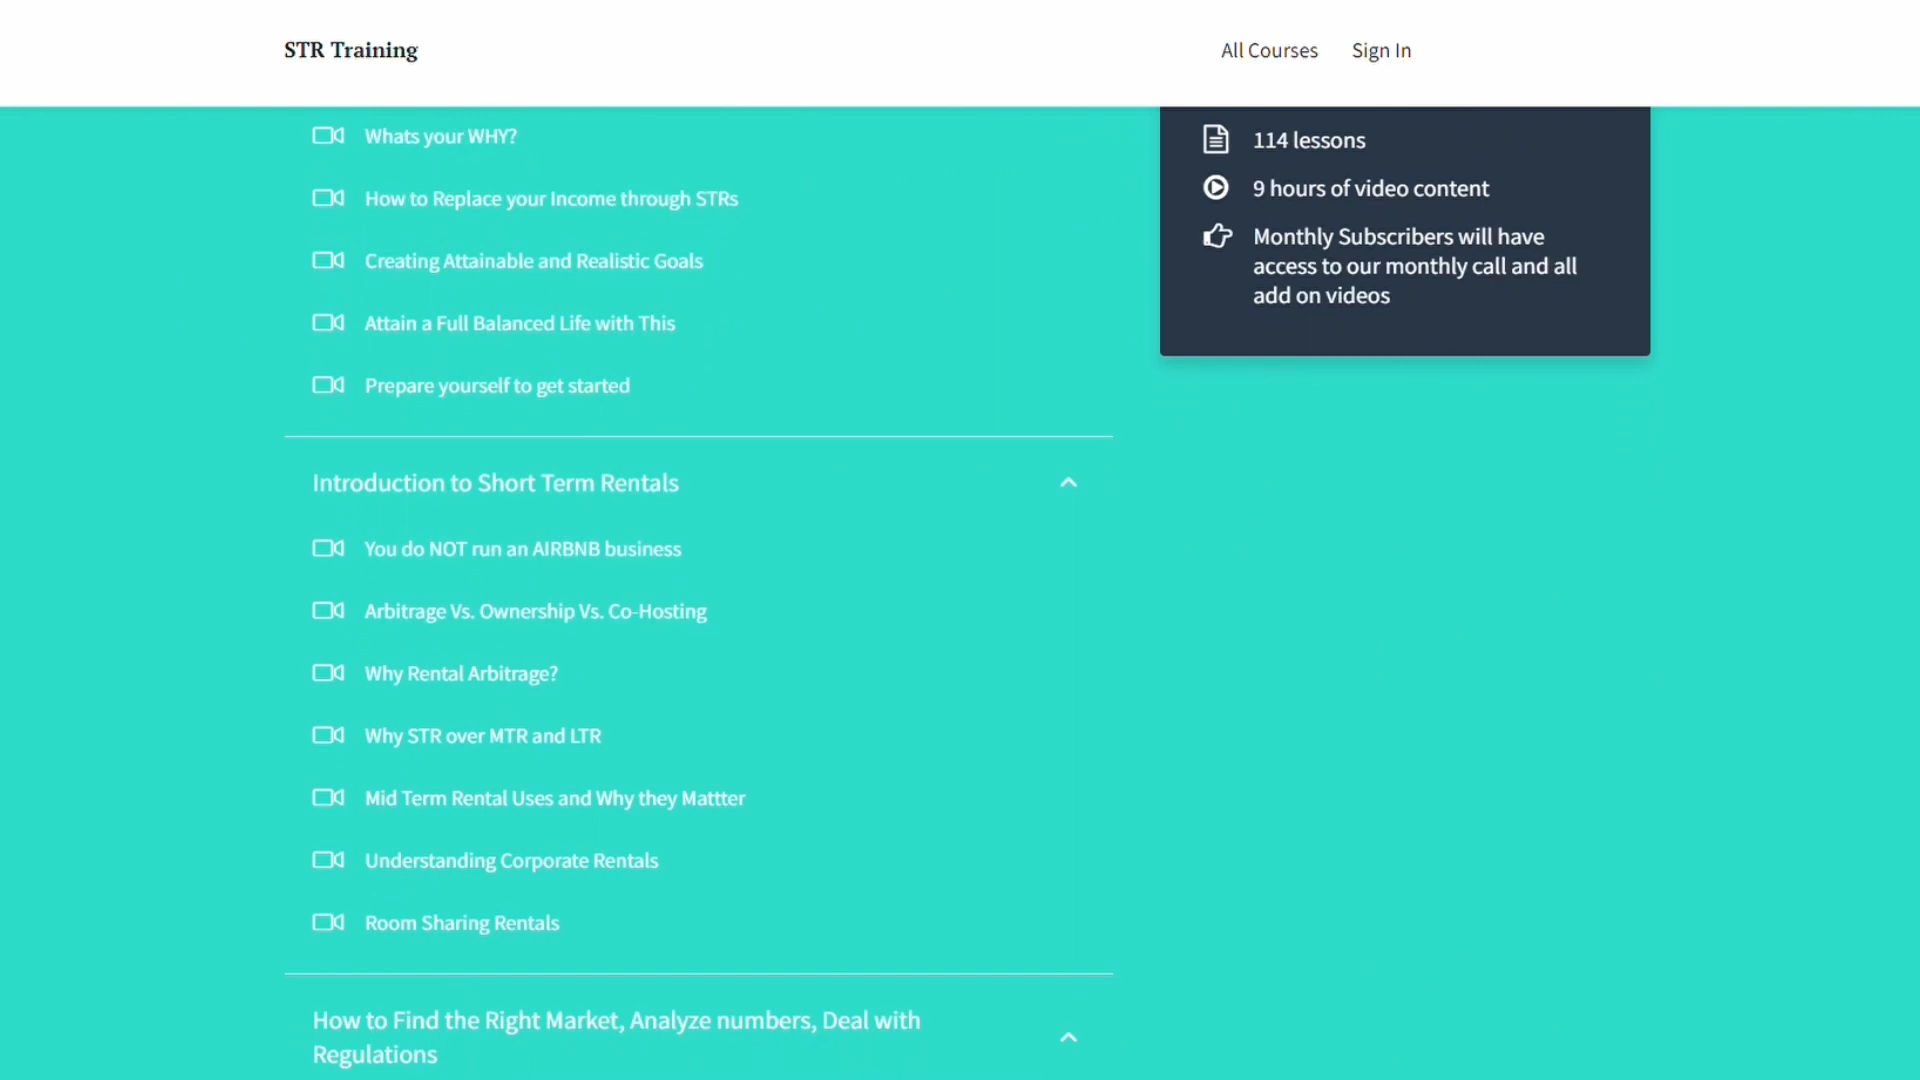 STR Training
All Courses
Sign In
Whats your WHY?
How to Replace your Income through STRs
Creating Attainable and Realistic Goals
Attain a Full Balanced Life with This
Prepare yourself to get started
Introduction to Short Term Rentals
You do NOT run an AIRBNB business
Arbitrage Vs. Ownership Vs. Co-Hosting
Why Rental Arbitrage?
Why STR over MTR and LTR
Mid Term Rental Uses and Why they Mattter
Understanding Corporate Rentals
Room Sharing Rentals
How to Find the Right Market, Analyze numbers, Deal with
Regulations
114 lessons
9 hours of video content
Monthly Subscribers will have
access to our monthly call and all
add on videos